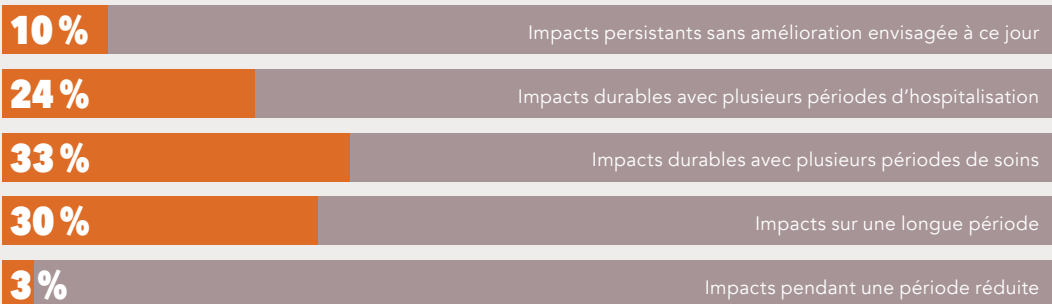 10 % Impacts persistants sans amélioration envisagée à ce jour
24 % Impacts durables avec plusieurs périodes d’hospitalisation
33 % Impacts durables avec plusieurs périodes de soins
30 % Impacts sur une longue période
3 % Impacts pendant une période réduite